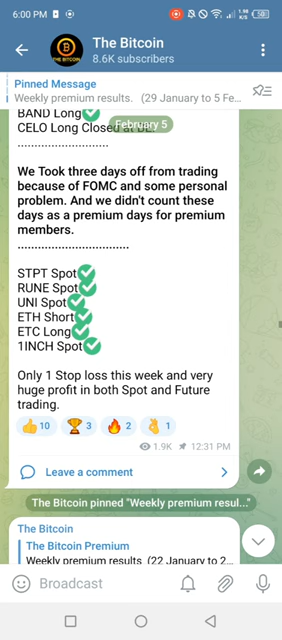 6:00 PM
1.98 K/S
50
The Bitcoin
8.6K subscribers
Pinned Message
Weekly premium results. (29 January to 5 Fe...
BAND Long
CELO Long Closed at BE.
February 5
..............................
We Took three days off from trading
because of FOMC and some personal
problem. And we didn't count these
days as a premium days for premium
members.
..............................
STPT Spot
RUNE Spot
UNI Spot
ETH Short
ETC Long
1INCH Spot
Only 1 Stop loss this week and very
huge profit in both Spot and Future
trading.
10 3 2 1
1.9K 12:31 PM
Leave a comment
The Bitcoin pinned "Weekly premium resul..."
The Bitcoin
The Bitcoin Premium
Weekly premium results (22 January to 2...
Broadcast